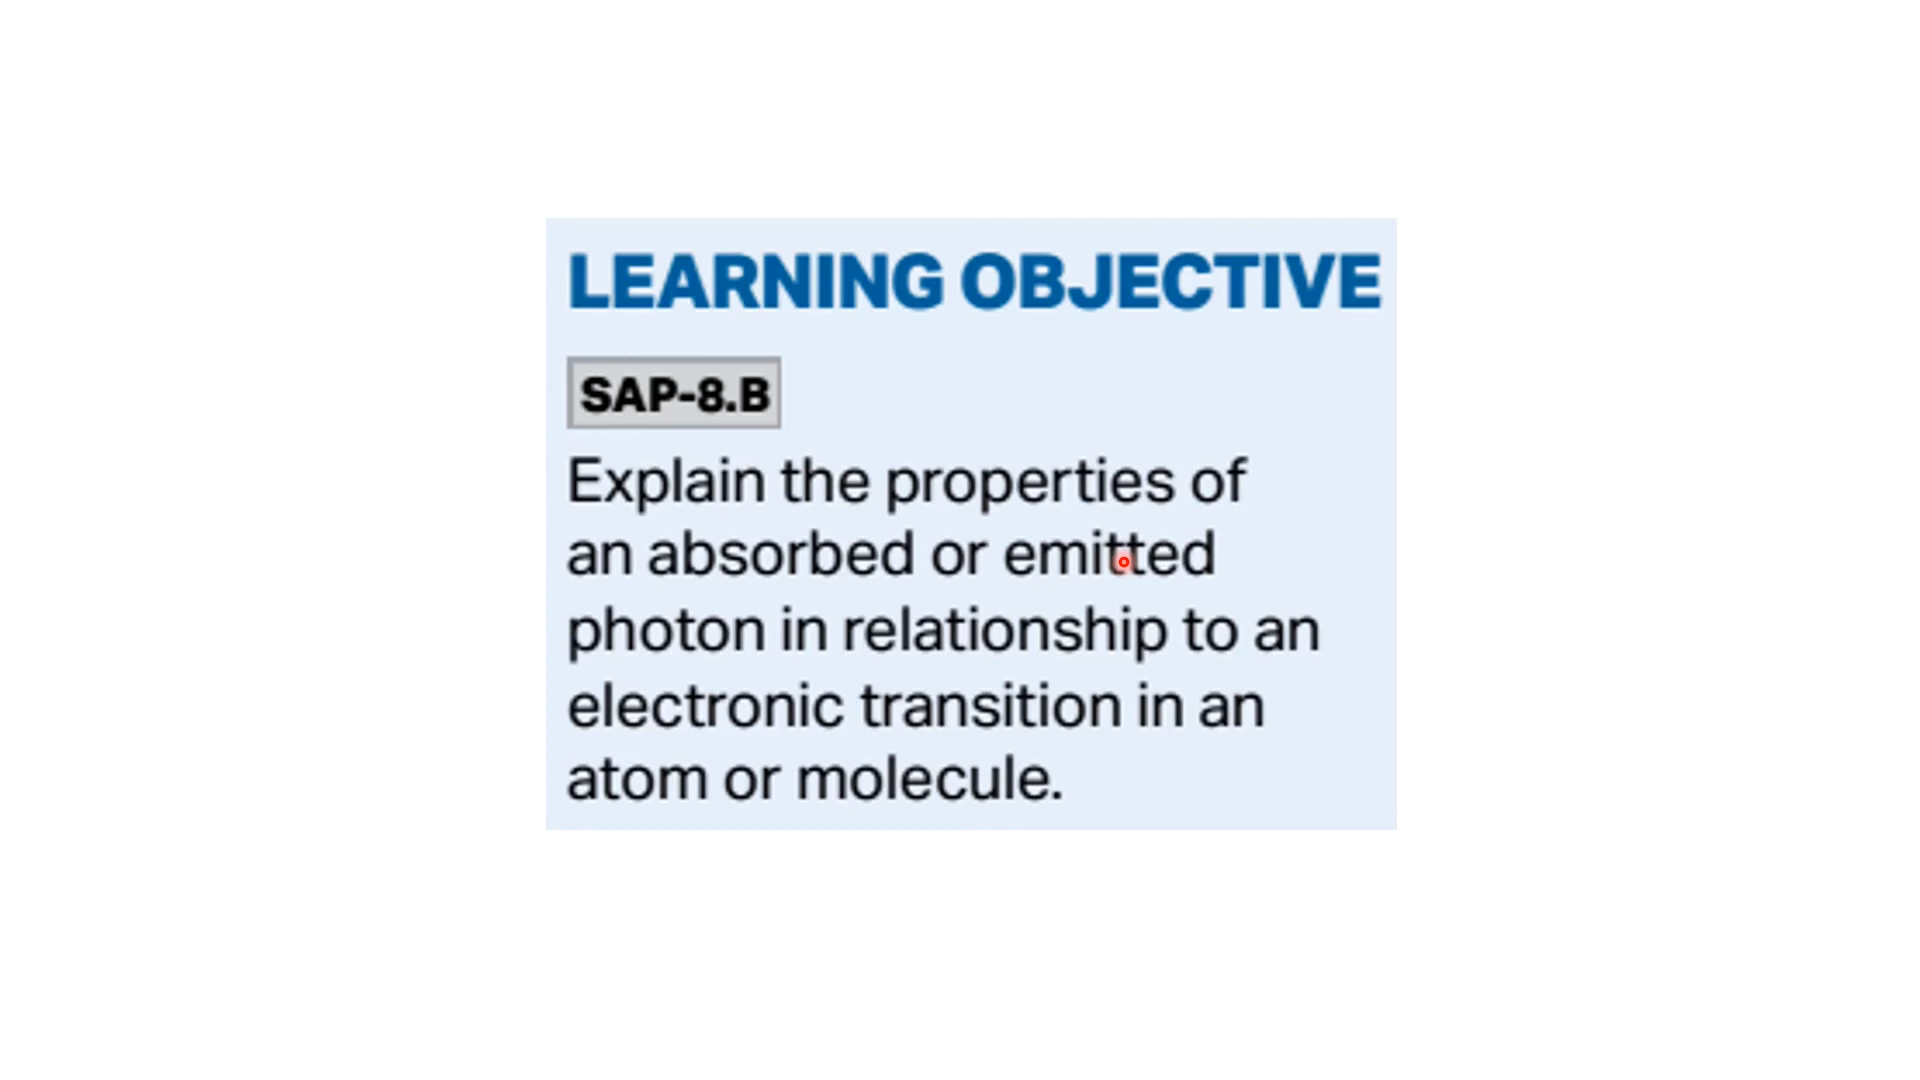 LEARNING OBJECTIVE
SAP-8.B
Explain the properties of
an absorbed or emitted
photon in relationship to an
electronic transition in an
atom or molecule.